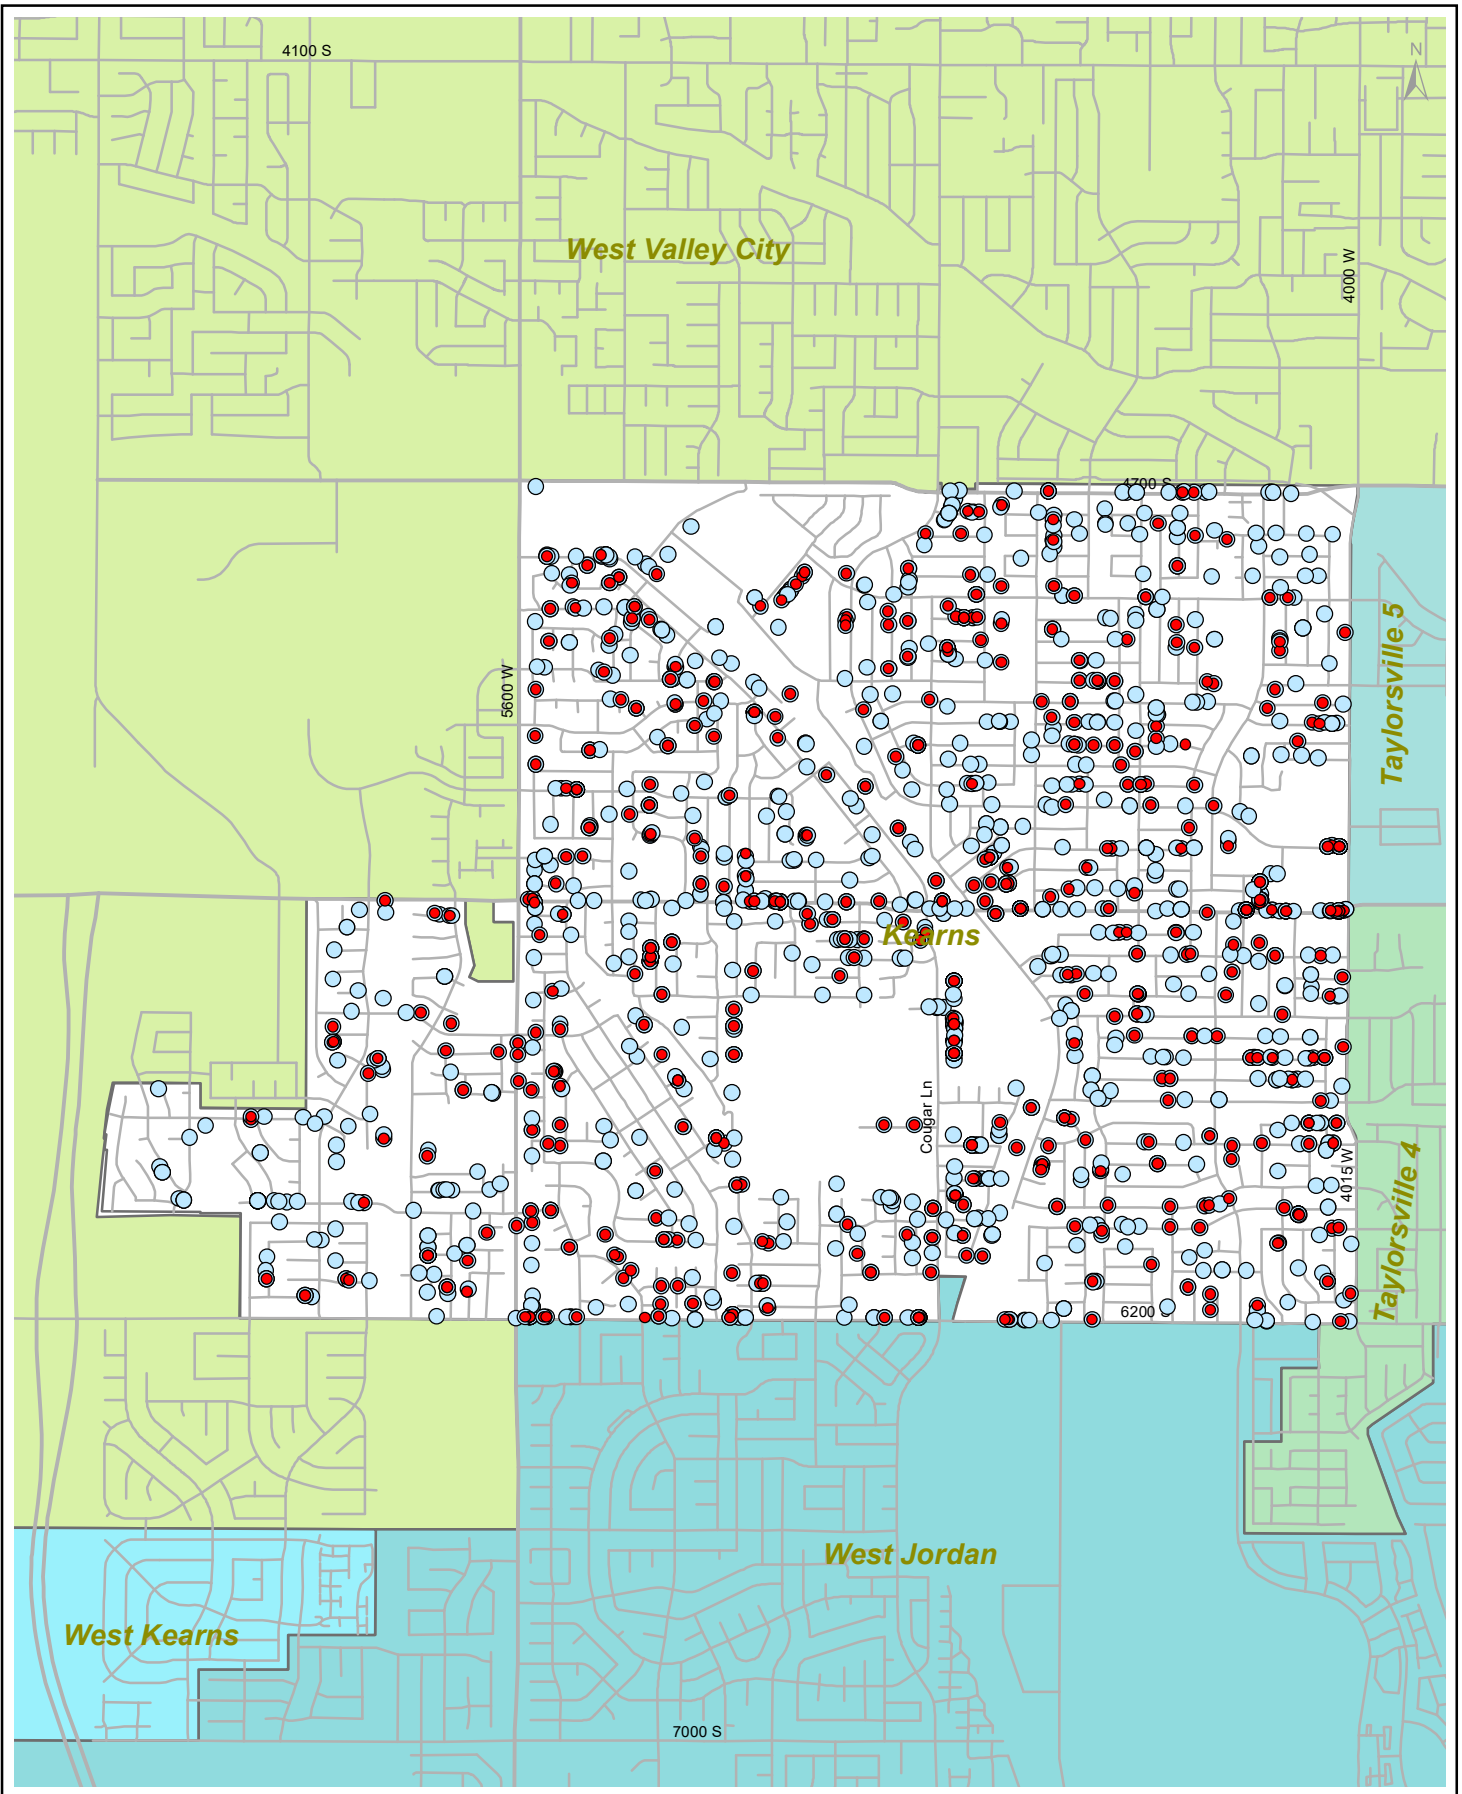 4100 S
N
West Valley City
4000 W
4700 S
Taylorsville 5
5600 W
Kearns
Cougar Ln
4015 W
Taylorsville 4
6200 S
West Jordan
West Kearns
7000 S